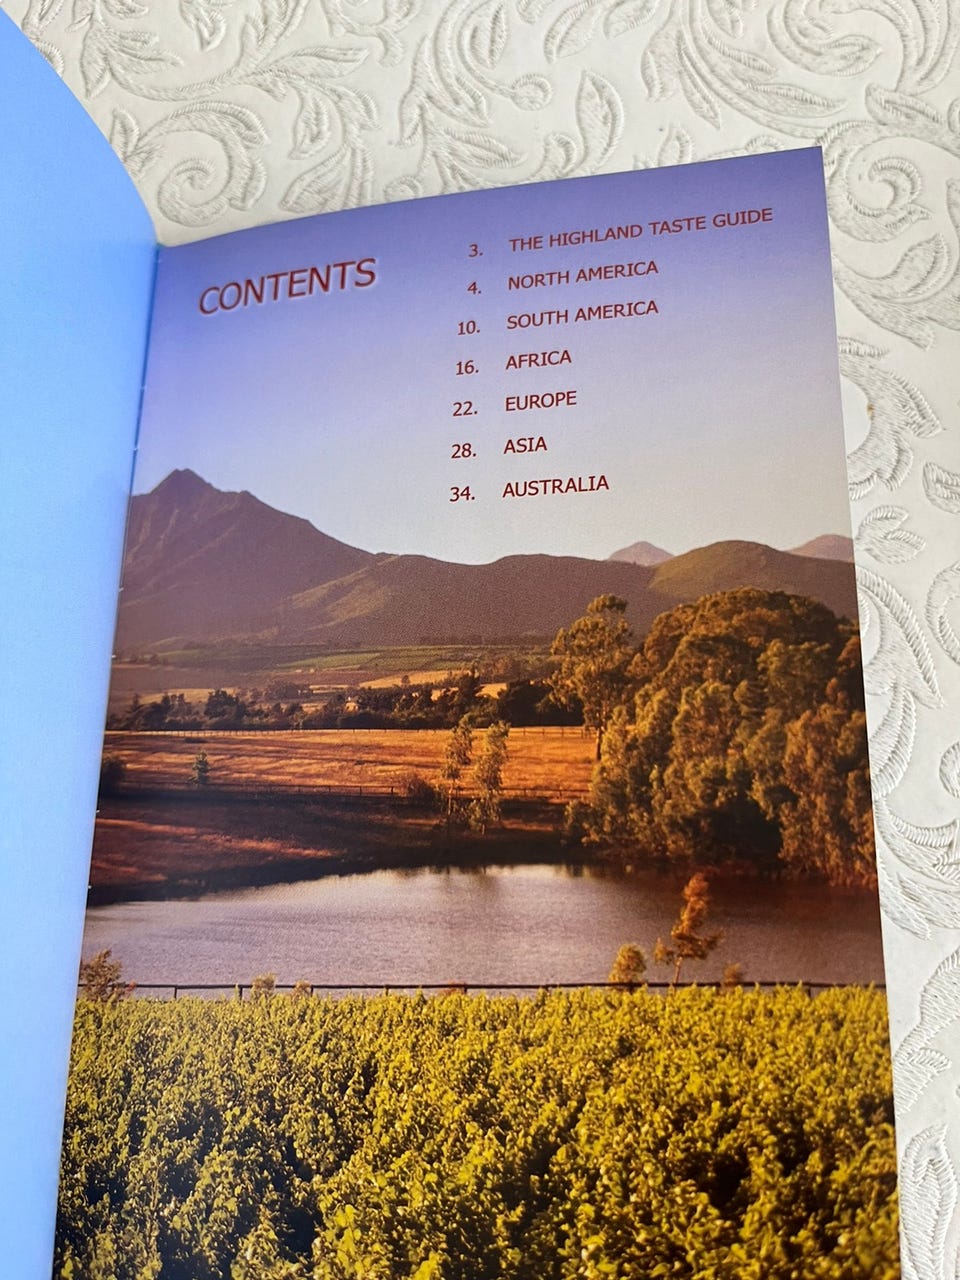 CONTENTS
3. THE HIGHLAND TASTE GUIDE
4. NORTH AMERICA
10. SOUTH AMERICA
16. AFRICA
22. EUROPE
28. ASIA
34. AUSTRALIA